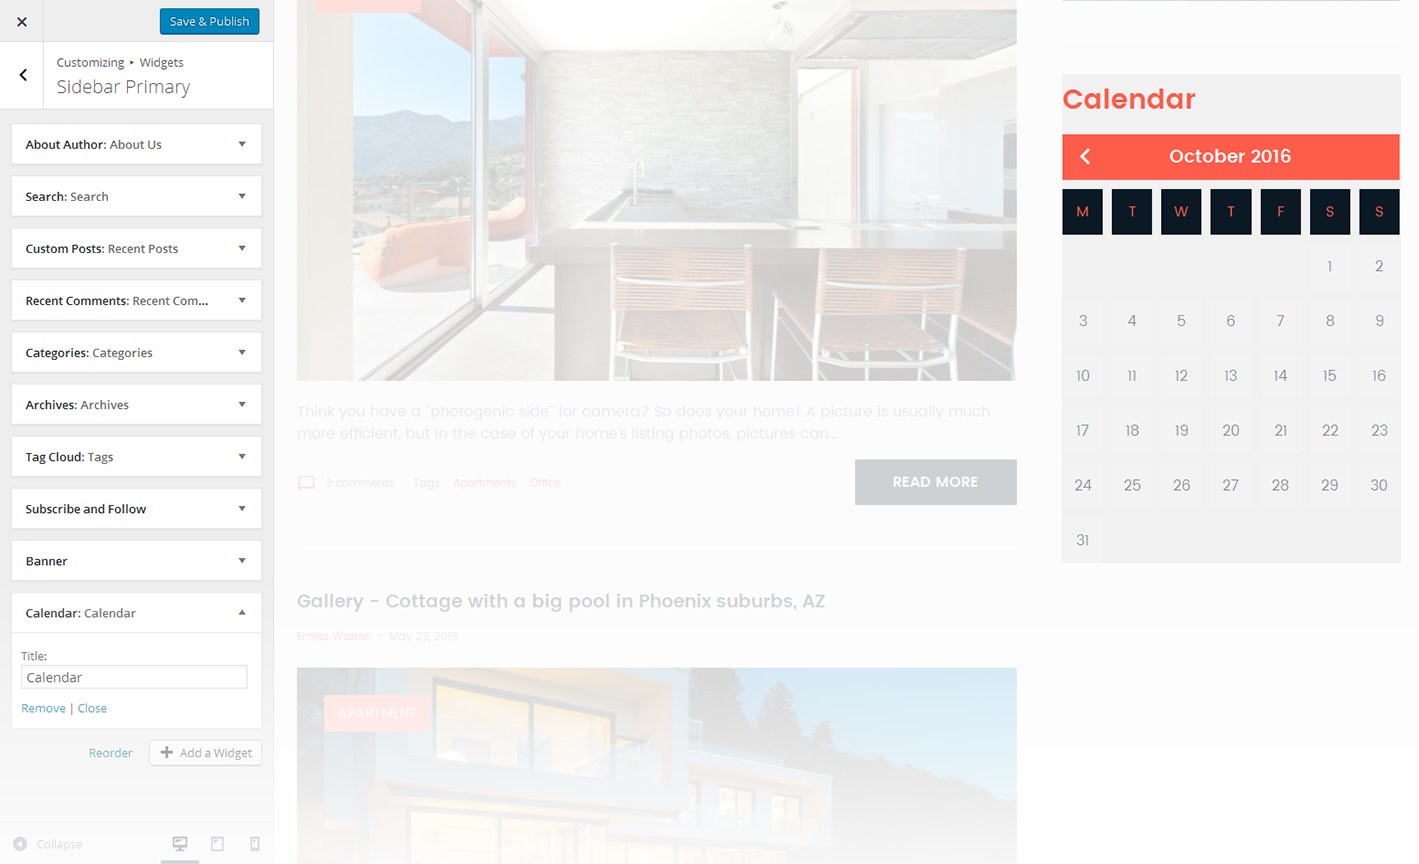 Save & Publish
Customizing ▸ Widgets
Sidebar Primary
About Author: About Us
Search: Search
Custom Posts: Recent Posts
Recent Comments: Recent Com...
Categories: Categories
Archives: Archives
Tag Cloud: Tags
Subscribe and Follow
Banner
Calendar: Calendar
Title:
Calendar
Remove | Close
Reorder
Add a Widget
Collapse
Think you have a "photogenic side" for camera? So does your home! A picture is usually much
more efficient, but in the case of your home's listing photos, pictures can...
3 comments Tags: Apartments Office
READ MORE
Gallery - Cottage with a big pool in Phoenix suburbs, AZ
Emilia Warren - May 23, 2016
APARTMENT
Calendar
October 2016
M T W T F S S
1 2
3 4 5 6 7 8 9
10 11 12 13 14 15 16
17 18 19 20 21 22 23
24 25 26 27 28 29 30
31